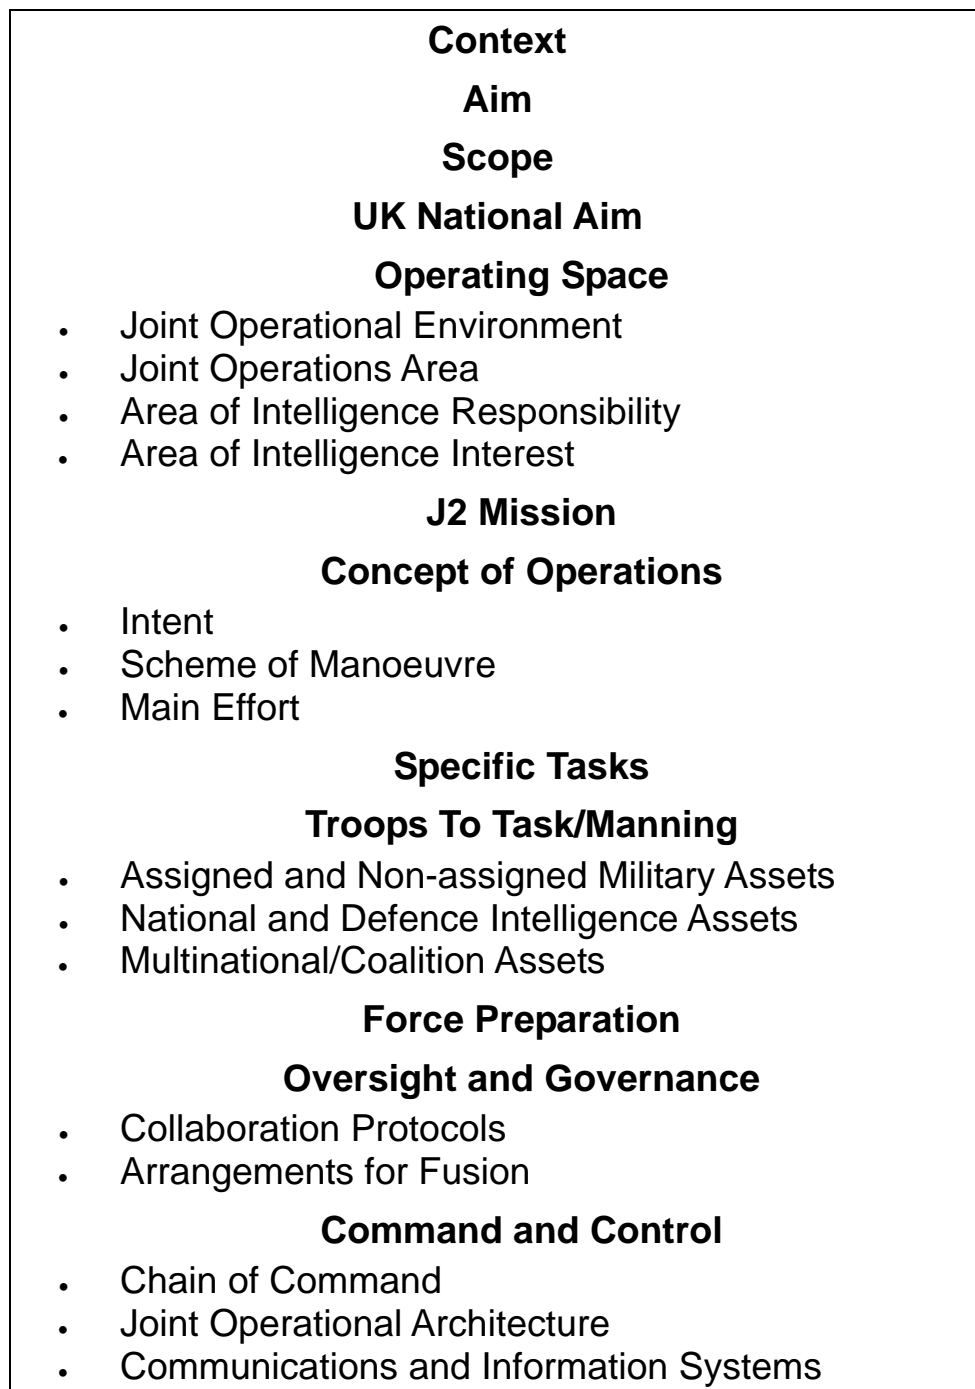 Context
Aim
Scope
UK National Aim
Operating Space
• Joint Operational Environment
• Joint Operations Area
• Area of Intelligence Responsibility
• Area of Intelligence Interest
J2 Mission
Concept of Operations
• Intent
• Scheme of Manoeuvre
• Main Effort
Specific Tasks
Troops To Task/Manning
• Assigned and Non-assigned Military Assets
• National and Defence Intelligence Assets
• Multinational/Coalition Assets
Force Preparation
Oversight and Governance
• Collaboration Protocols
• Arrangements for Fusion
Command and Control
• Chain of Command
• Joint Operational Architecture
• Communications and Information Systems